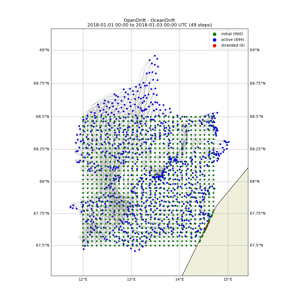 OpenDrift - OceanDrift
2018-01-01 00:00 to 2018-01-03 00:00 UTC (49 steps)
initial (900)
active (894)
stranded (6)
69°N
68.75°N
68.5°N
68.25°N
68°N
67.75°N
67.5°N
68.75°N
68.5°N
68.25°N
68°N
67.75°N
67.5°N
12°E
13°E
14°E
15°E